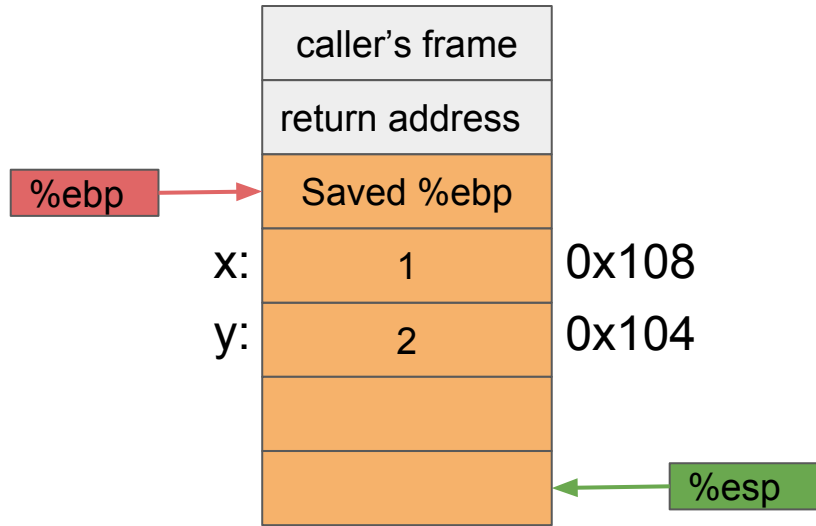 caller’s frame
return address
%ebp
Saved %ebp
x:
1
0x108
y:
2
0x104
%esp